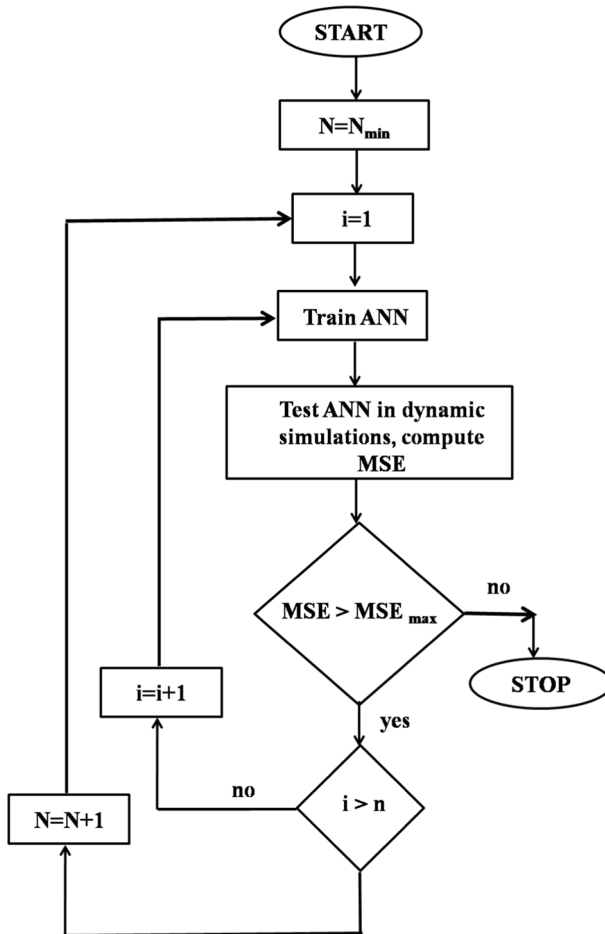 START
N=Nmin
i=1
Train ANN
Test ANN in dynamic
simulations, compute
MSE
MSE > MSE max
no
STOP
yes
i=i+1
i > n
no
N=N+1